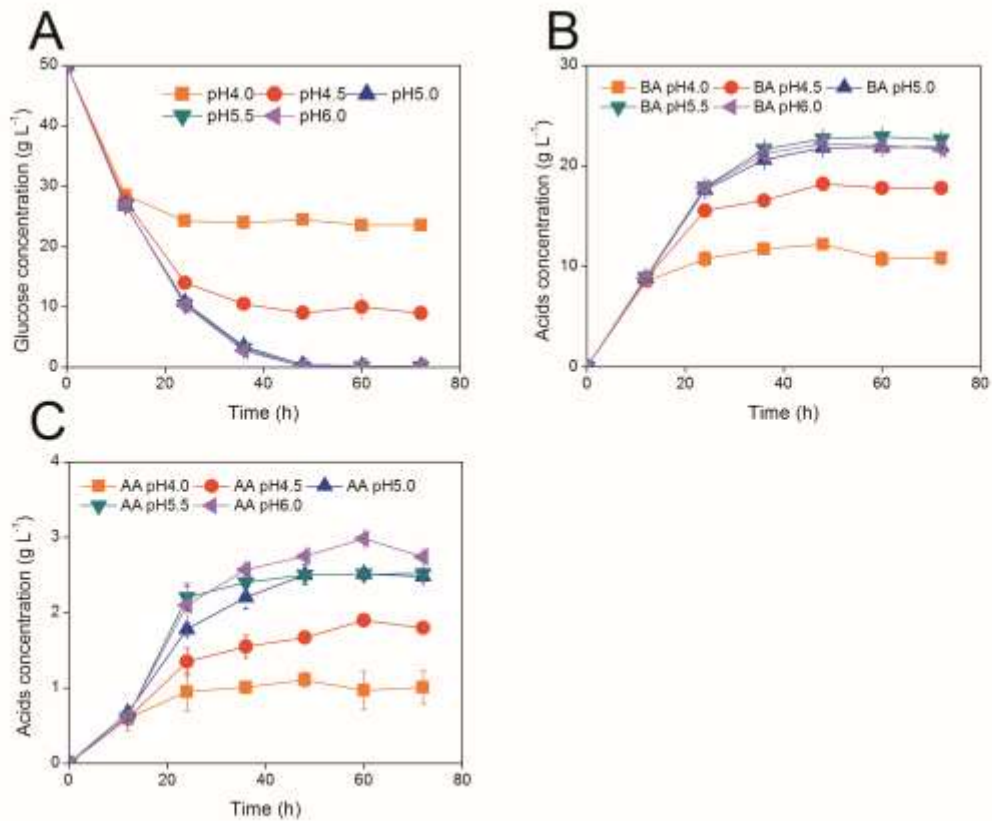 A
50
40
30
20
10
0
Glucose concentration (g L⁻¹)
pH4.0 pH4.5 pH5.0
pH5.5 pH6.0
0 20 40 60 80
Time (h)
B
30
20
10
0
Acids concentration (g L⁻¹)
BA pH4.0 BA pH4.5 BA pH5.0
BA pH5.5 BA pH6.0
0 20 40 60 80
Time (h)
C
4
3
2
1
0
Acids concentration (g L⁻¹)
AA pH4.0 AA pH4.5 AA pH5.0
AA pH5.5 AA pH6.0
0 20 40 60 80
Time (h)